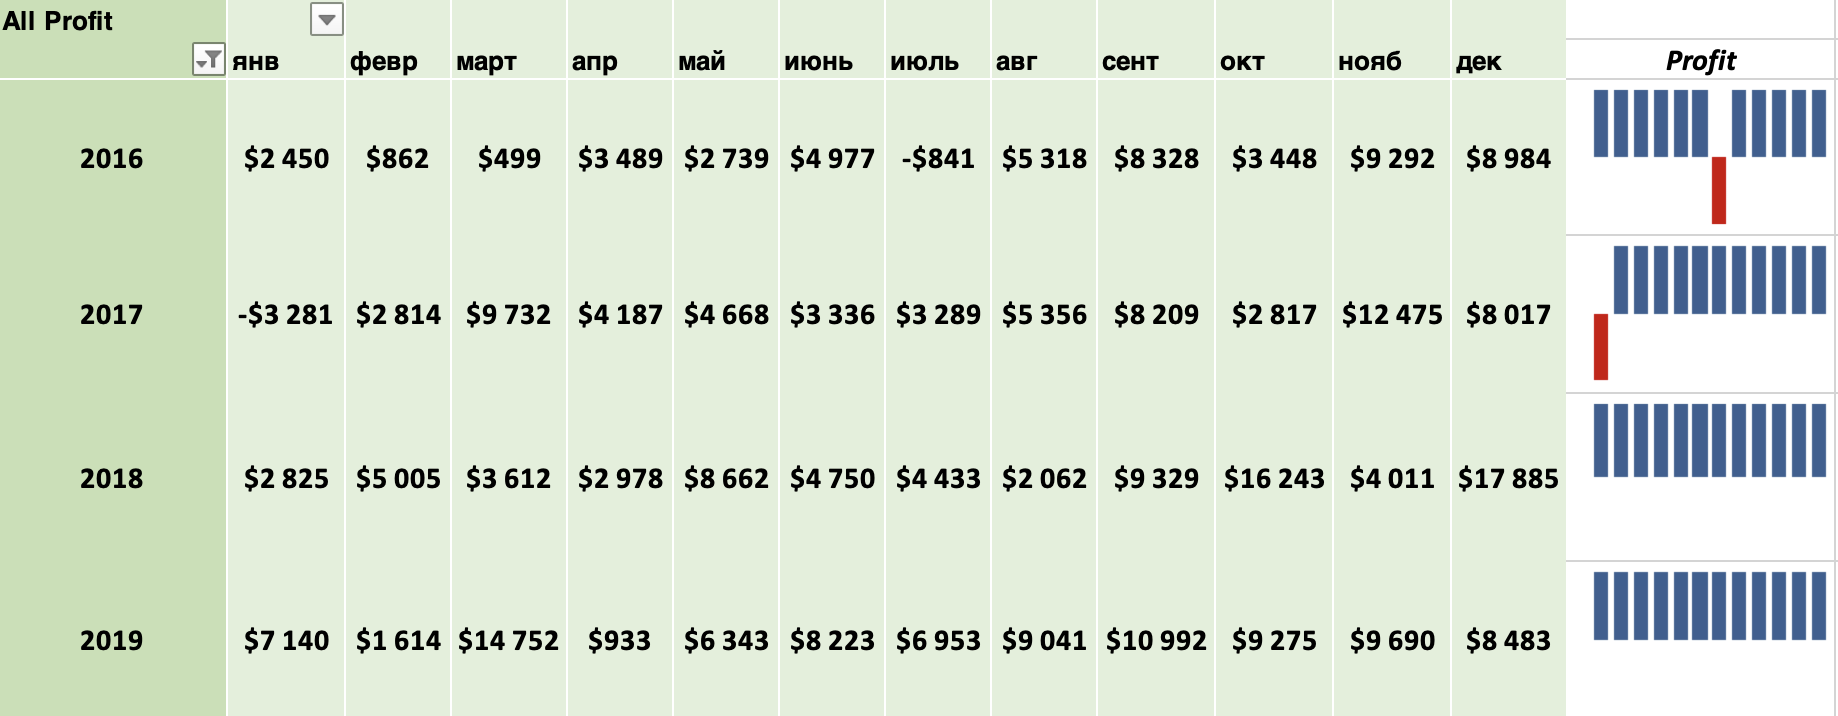 All Profit
янв февр март апр май июнь июль авг сент окт нояб дек Profit
2016 $2 450 $862 $499 $3 489 $2 739 $4 977 -$841 $5 318 $8 328 $3 448 $9 292 $8 984
2017 -$3 281 $2 814 $9 732 $4 187 $4 668 $3 336 $3 289 $5 356 $8 209 $2 817 $12 475 $8 017
2018 $2 825 $5 005 $3 612 $2 978 $8 662 $4 750 $4 433 $2 062 $9 329 $16 243 $4 011 $17 885
2019 $7 140 $1 614 $14 752 $933 $6 343 $8 223 $6 953 $9 041 $10 992 $9 275 $9 690 $8 483